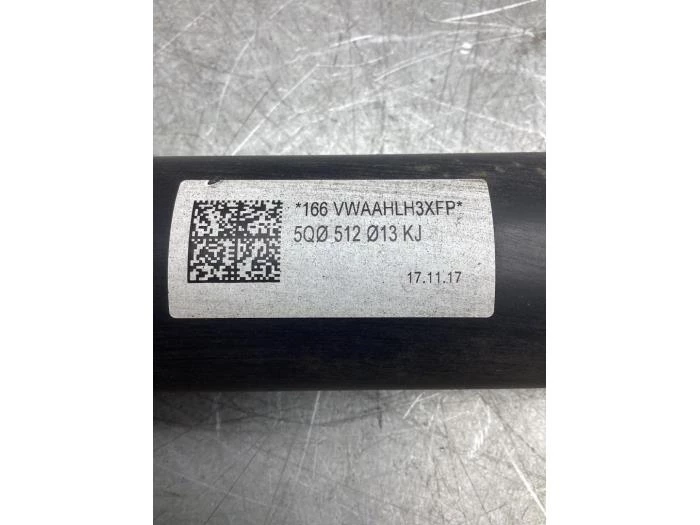 *166 VWAAHLH3XFP*
5QØ 512 Ø13 KJ
17.11.17